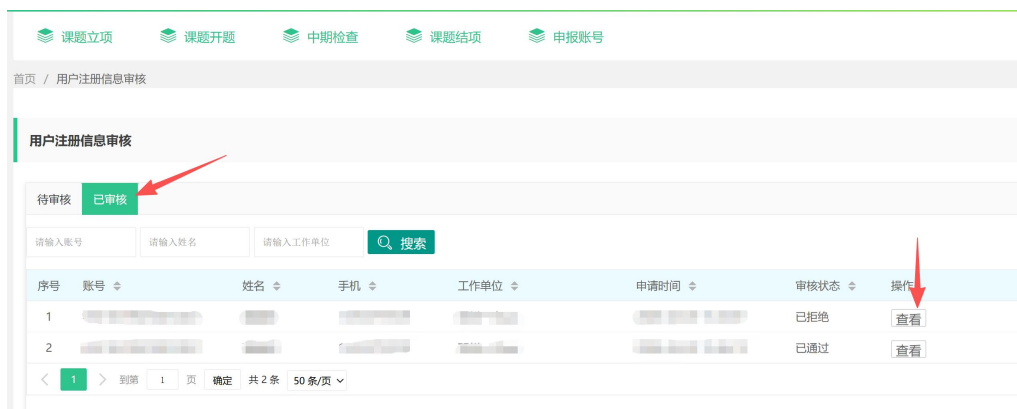 课题立项 课题开题 中期检查 课题结项 申报账号
首页 / 用户注册信息审核
用户注册信息审核
待审核 已审核
请输入账号 请输入姓名 请输入工作单位 搜索
序号 账号 姓名 手机 工作单位 申请时间 审核状态 操作
1 已拒绝 查看
2 已通过 查看
1 到第 1 页 确定 共 2 条 50 条/页